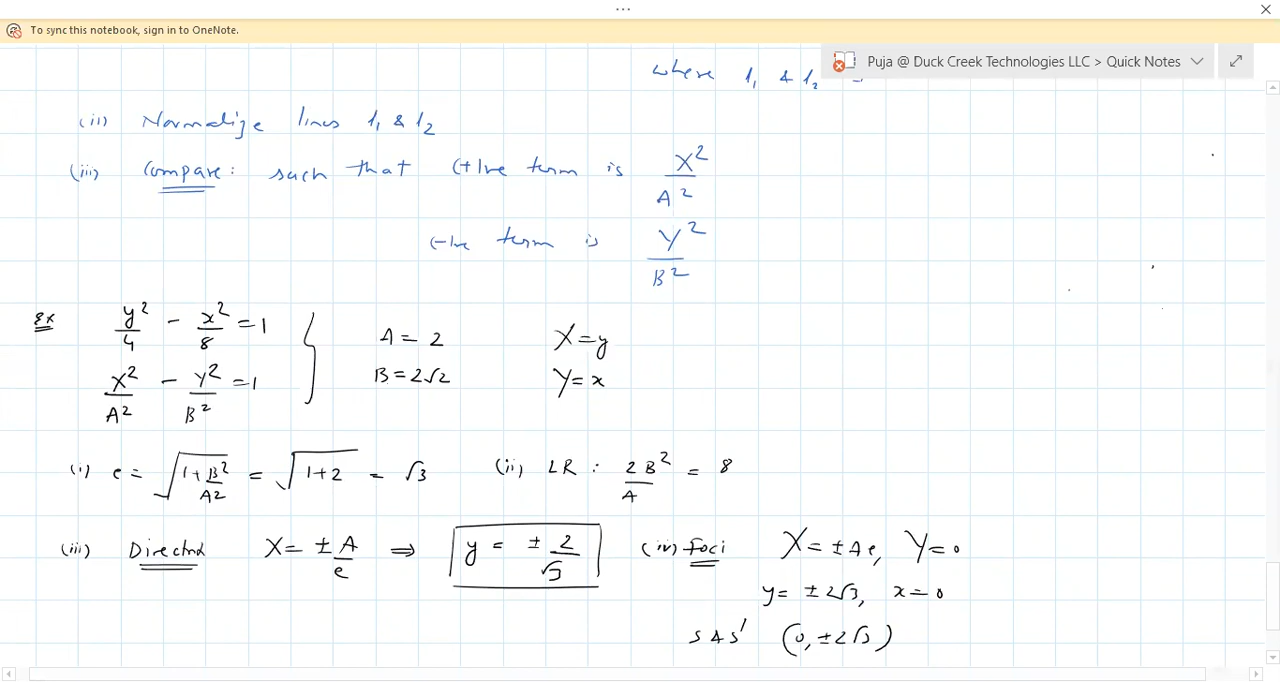 To sync this notebook, sign in to OneNote.
Puja @ Duck Creek Technologies LLC > Quick Notes
where l₁ & l₂
(ii) Normalize lines l₁ & l₂
(iii) Compare: such that (+)ve term is X²/A²
(-)ve term is Y²/B²
Ex y²/4 - x²/8 = 1
X²/A² - Y²/B² = 1
A = 2 X = y
B = 2√2 Y = x
(i) e = √(1+B²/A²) = √(1+2) = √3 (ii) LR : 2B²/A = 8
(iii) X = ±A/e ⇒ y = ±2/√3 (iv) Foci X = ±Ae, Y = 0
y = ±2√3, x = 0
S & S' (0, ±2√3)